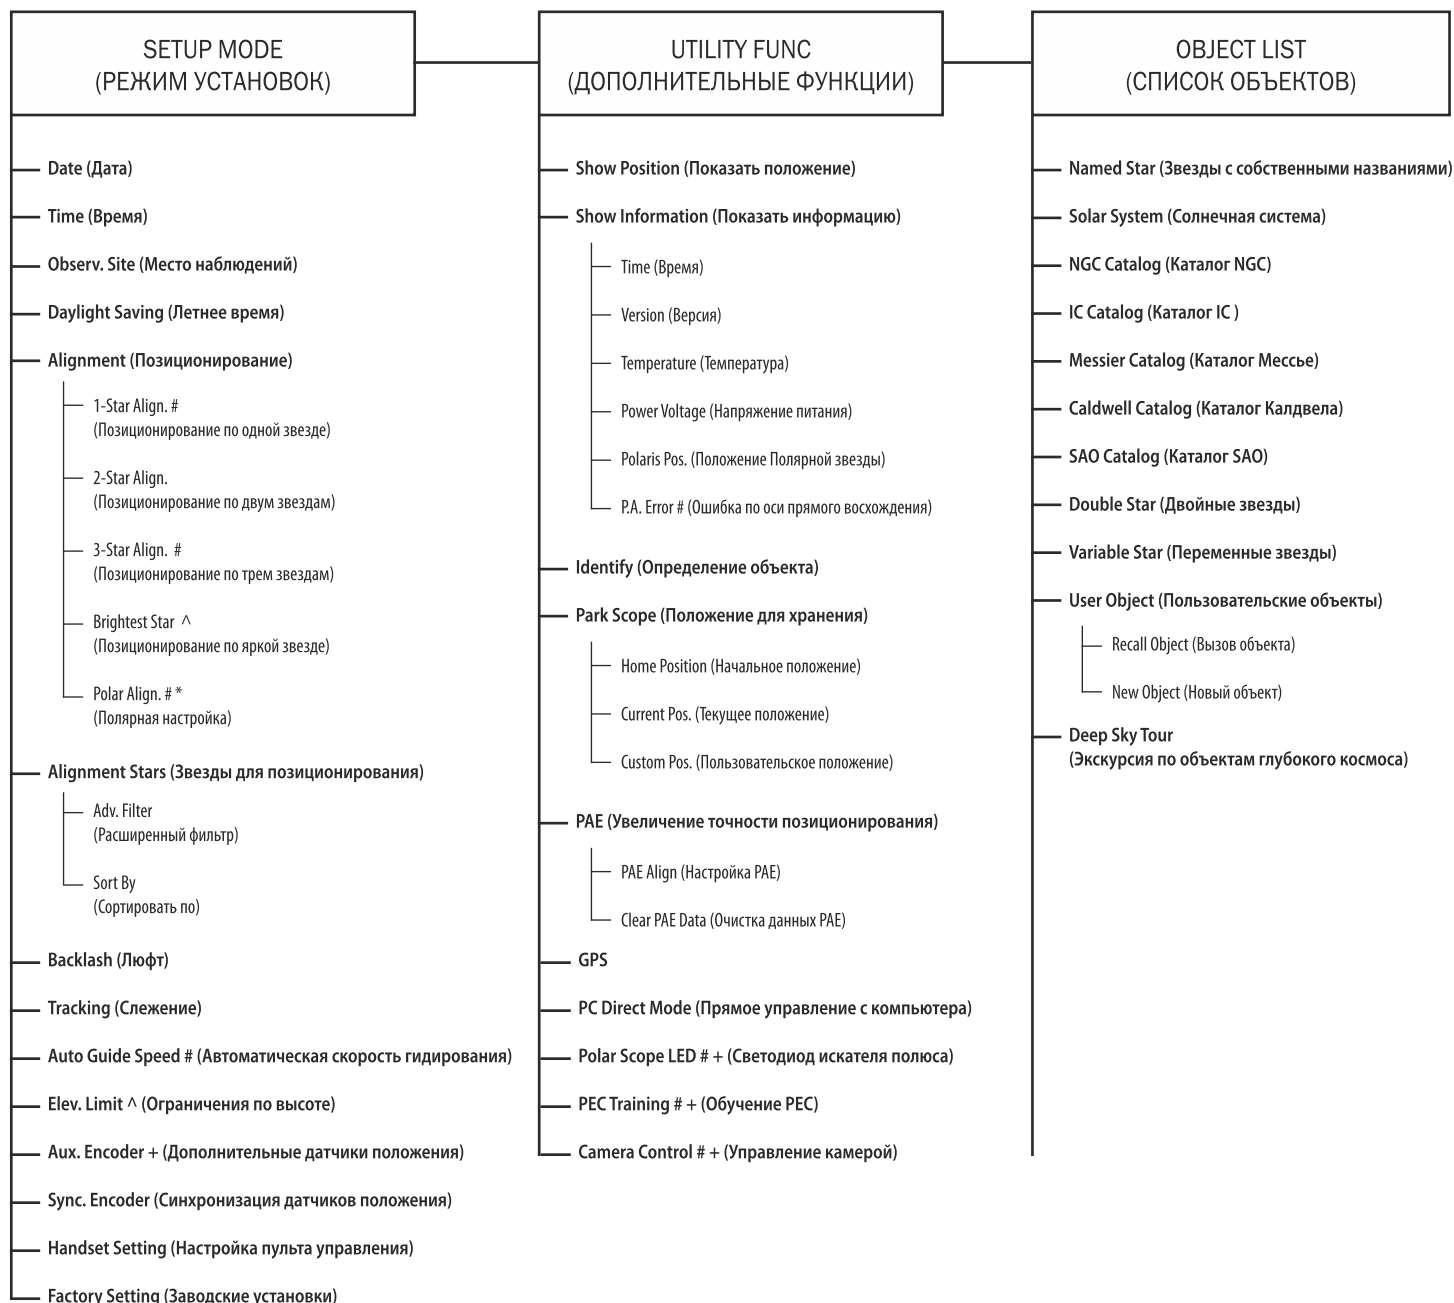 SETUP MODE
(РЕЖИМ УСТАНОВОК)
Date (Дата)
Time (Время)
Observ. Site (Место наблюдений)
Daylight Saving (Летнее время)
Alignment (Позиционирование)
1-Star Align. #
(Позиционирование по одной звезде)
2-Star Align.
(Позиционирование по двум звездам)
3-Star Align. #
(Позиционирование по трем звездам)
Brightest Star ^
(Позиционирование по яркой звезде)
Polar Align. # *
(Полярная настройка)
Alignment Stars (Звезды для позиционирования)
Adv. Filter
(Расширенный фильтр)
Sort By
(Сортировать по)
Backlash (Люфт)
Tracking (Слежение)
Auto Guide Speed # (Автоматическая скорость гидирования)
Elev. Limit ^ (Ограничения по высоте)
Aux. Encoder + (Дополнительные датчики положения)
Sync. Encoder (Синхронизация датчиков положения)
Handset Setting (Настройка пульта управления)
Factory Setting (Заводские установки)
UTILITY FUNC
(ДОПОЛНИТЕЛЬНЫЕ ФУНКЦИИ)
Show Position (Показать положение)
Show Information (Показать информацию)
Time (Время)
Version (Версия)
Temperature (Температура)
Power Voltage (Напряжение питания)
Polaris Pos. (Положение Полярной звезды)
P.A. Error # (Ошибка по оси прямого восхождения)
Identify (Определение объекта)
Park Scope (Положение для хранения)
Home Position (Начальное положение)
Current Pos. (Текущее положение)
Custom Pos. (Пользовательское положение)
PAE (Увеличение точности позиционирования)
PAE Align (Настройка PAE)
Clear PAE Data (Очистка данных PAE)
GPS
PC Direct Mode (Прямое управление с компьютера)
Polar Scope LED # + (Светодиод искателя полюса)
PEC Training # + (Обучение PEC)
Camera Control # + (Управление камерой)
OBJECT LIST
(СПИСОК ОБЪЕКТОВ)
Named Star (Звезды с собственными названиями)
Solar System (Солнечная система)
NGC Catalog (Каталог NGC)
IC Catalog (Каталог IC )
Messier Catalog (Каталог Мессье)
Caldwell Catalog (Каталог Калдвела)
SAO Catalog (Каталог SAO)
Double Star (Двойные звезды)
Variable Star (Переменные звезды)
User Object (Пользовательские объекты)
Recall Object (Вызов объекта)
New Object (Новый объект)
Deep Sky Tour
(Экскурсия по объектам глубокого космоса)